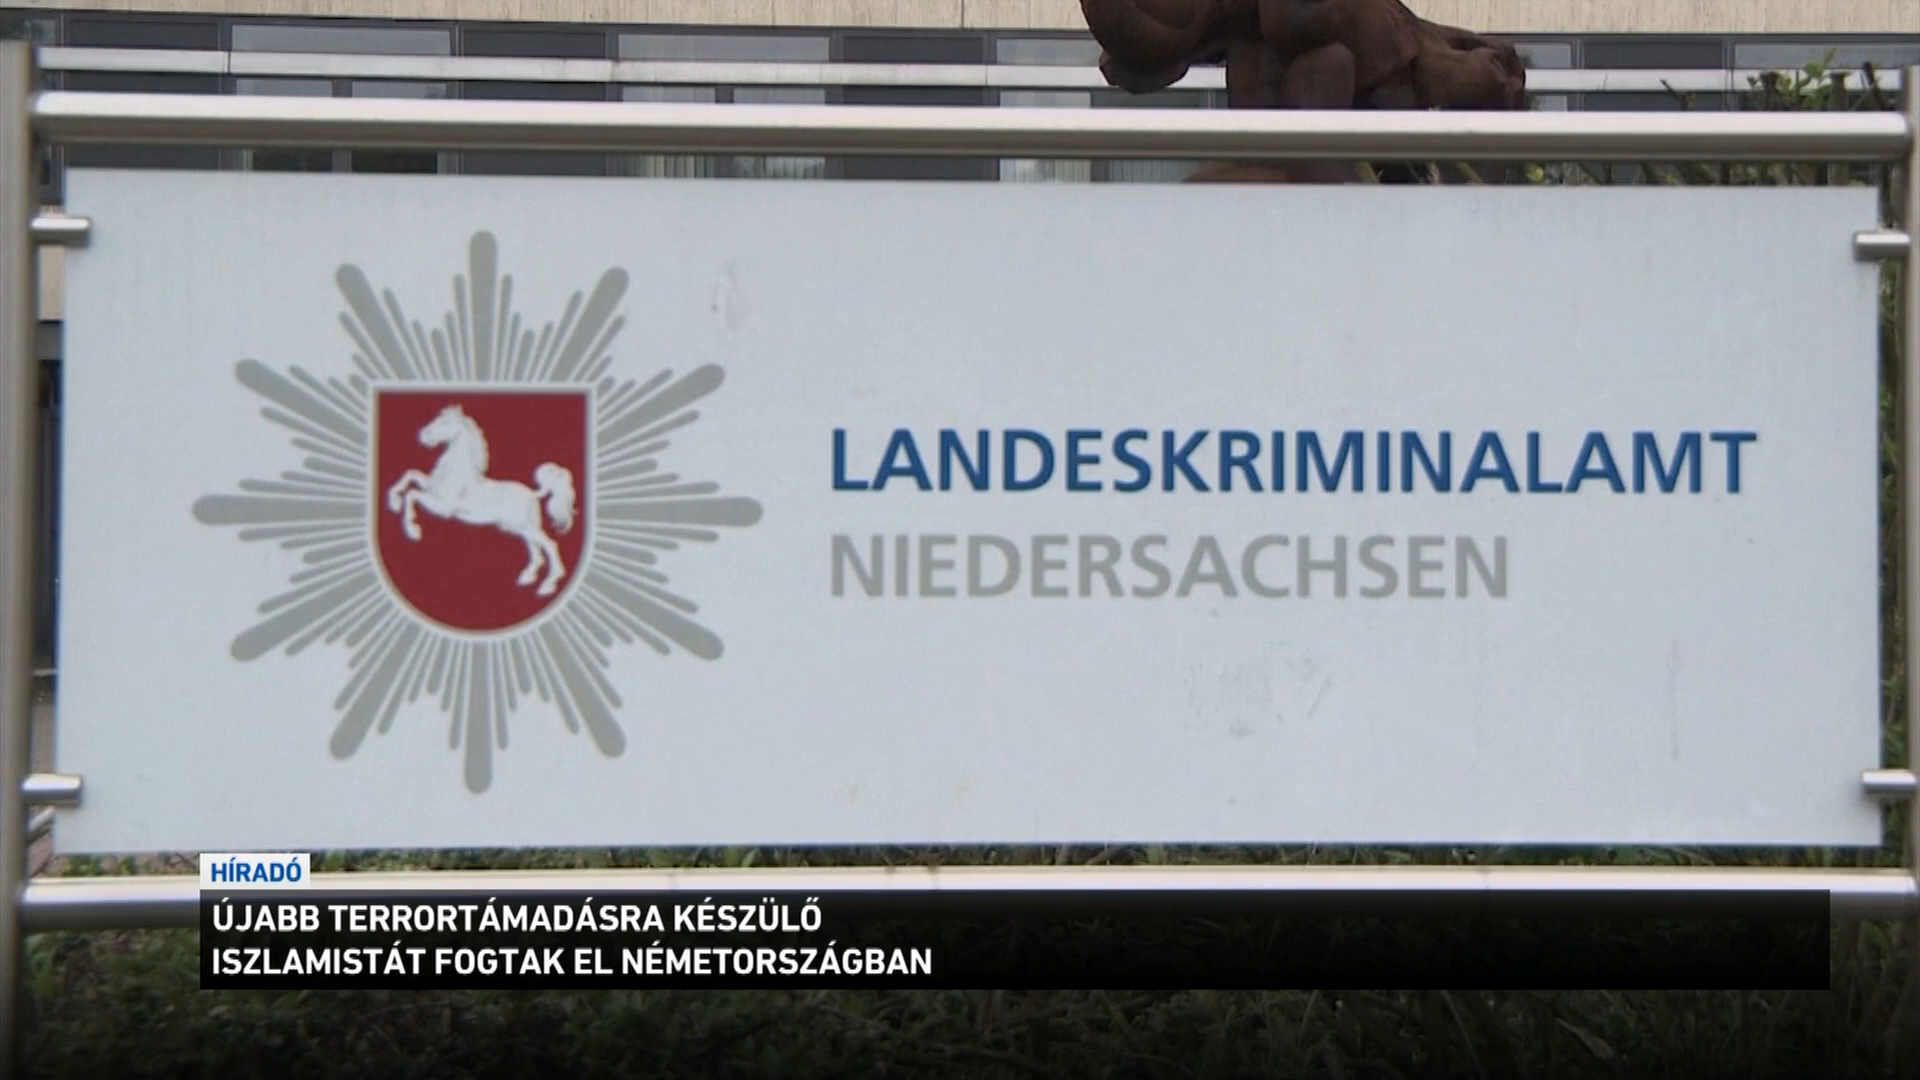 LANDESKRIMINALAMT
NIEDERSACHSEN
HÍRADÓ
ÚJABB TERRORTÁMADÁSRA KÉSZÜLŐ
ISZLAMISTÁT FOGTAK EL NÉMETORSZÁGBAN